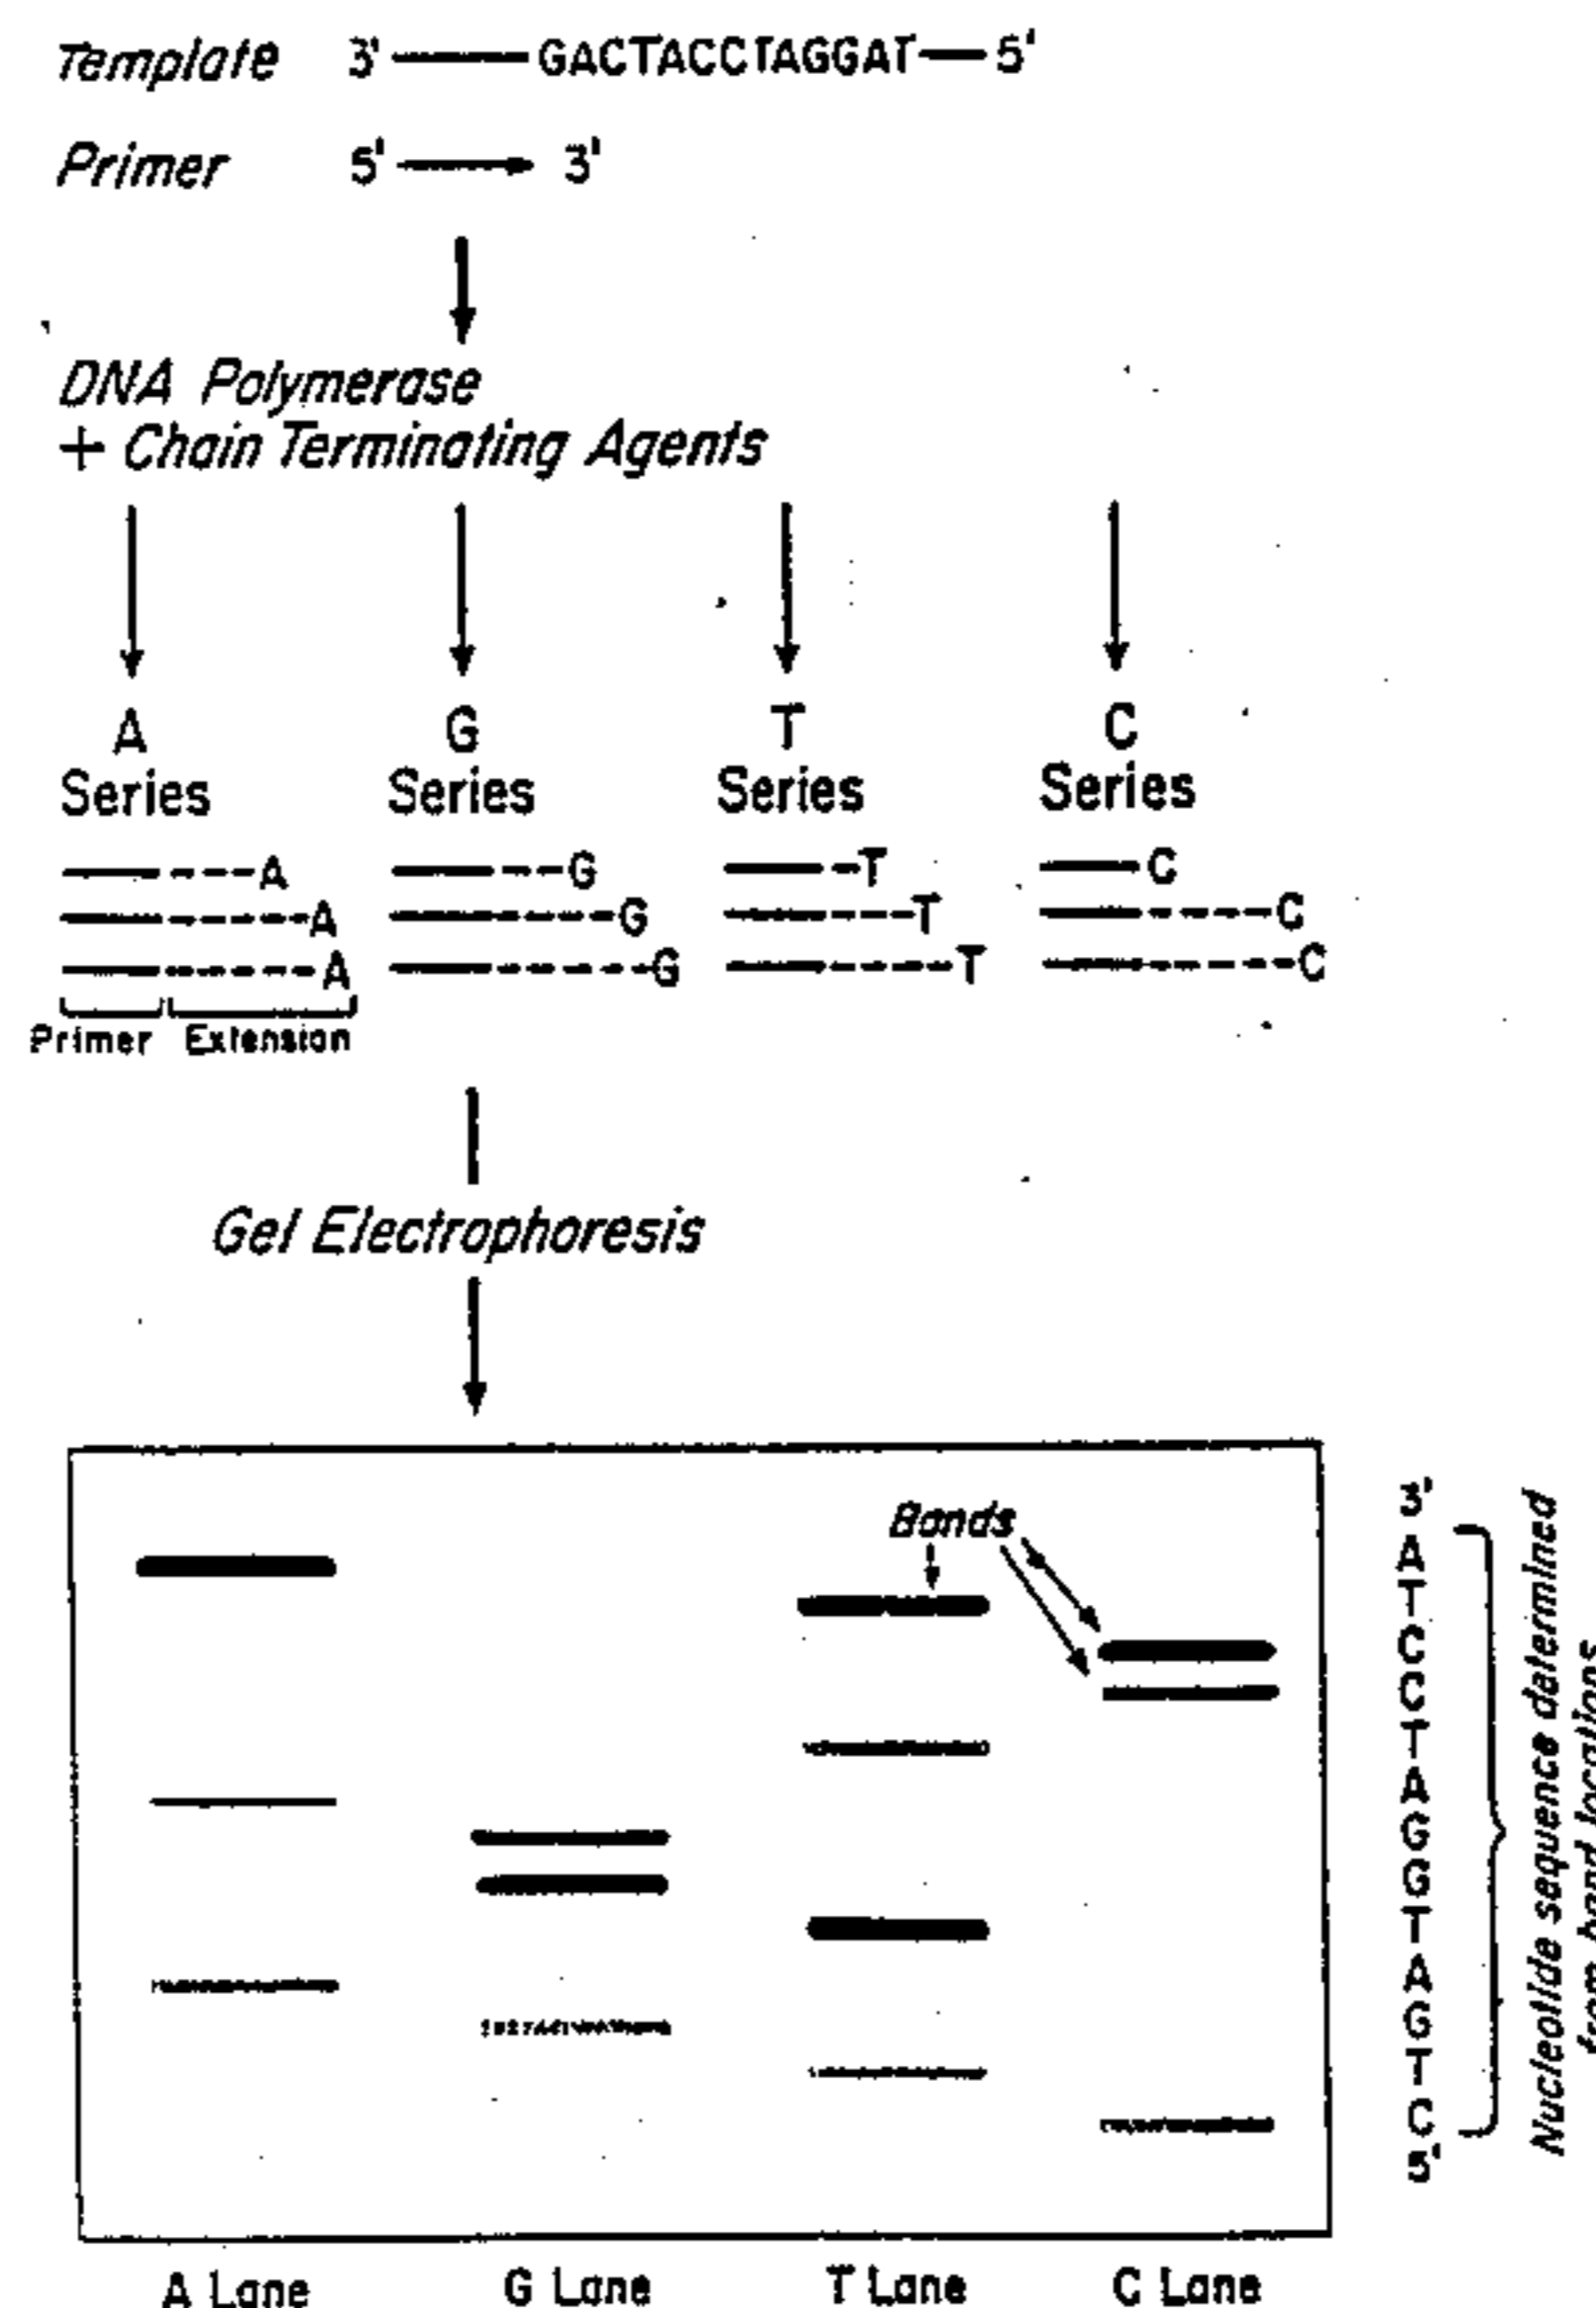 Template 3' GACTACCTAGGAT 5'
Primer 5' 3'
DNA Polymerase
+ Chain Terminating Agents
A G T C
Series Series Series Series
A G T C
A G T C
A G T C
Primer Extension
Gel Electrophoresis
Bands
3'
A
T
C
C
T
A
G
G
T
A
G
T
C
5'
Nucleotide sequence determined
from band locations
A Lane G Lane T Lane C Lane